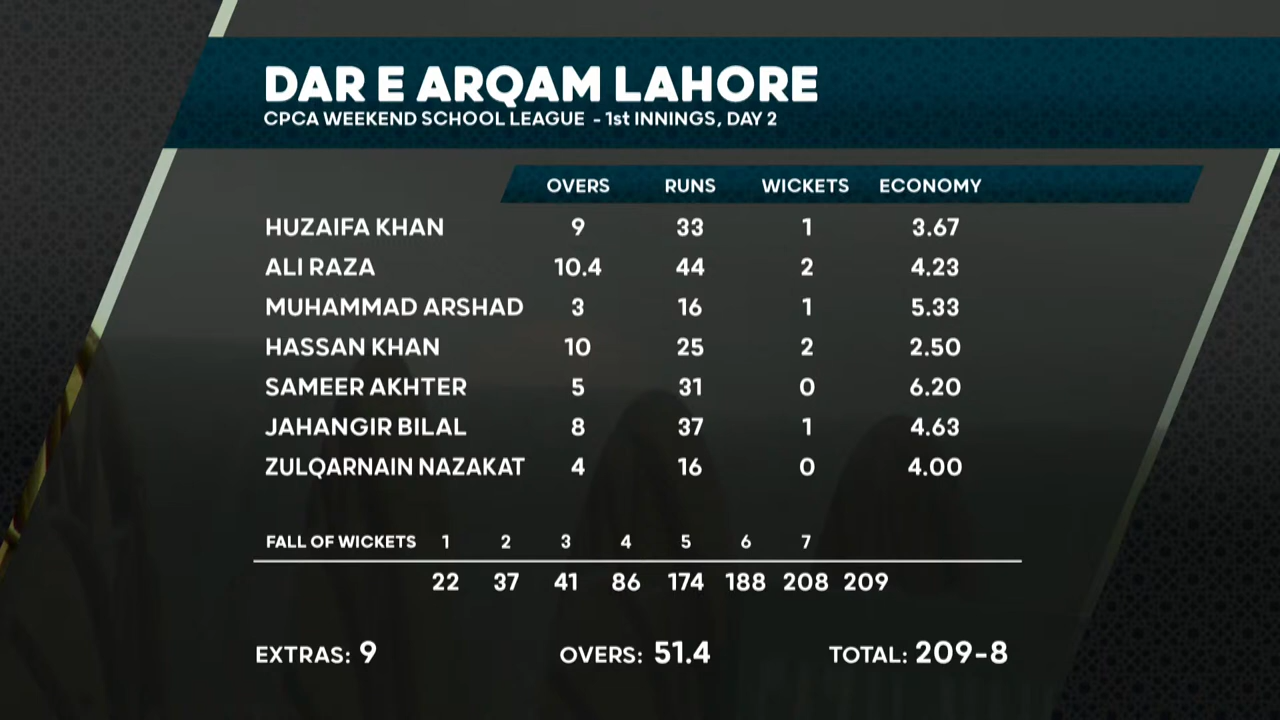 DAR E ARQAM LAHORE
CPCA WEEKEND SCHOOL LEAGUE - 1st INNINGS, DAY 2
OVERS RUNS WICKETS ECONOMY
HUZAIFA KHAN 9 33 1 3.67
ALI RAZA 10.4 44 2 4.23
MUHAMMAD ARSHAD 3 16 1 5.33
HASSAN KHAN 10 25 2 2.50
SAMEER AKHTER 5 31 0 6.20
JAHANGIR BILAL 8 37 1 4.63
ZULQARNAIN NAZAKAT 4 16 0 4.00
FALL OF WICKETS 1 2 3 4 5 6 7
22 37 41 86 174 188 208 209
EXTRAS: 9 OVERS: 51.4 TOTAL: 209-8